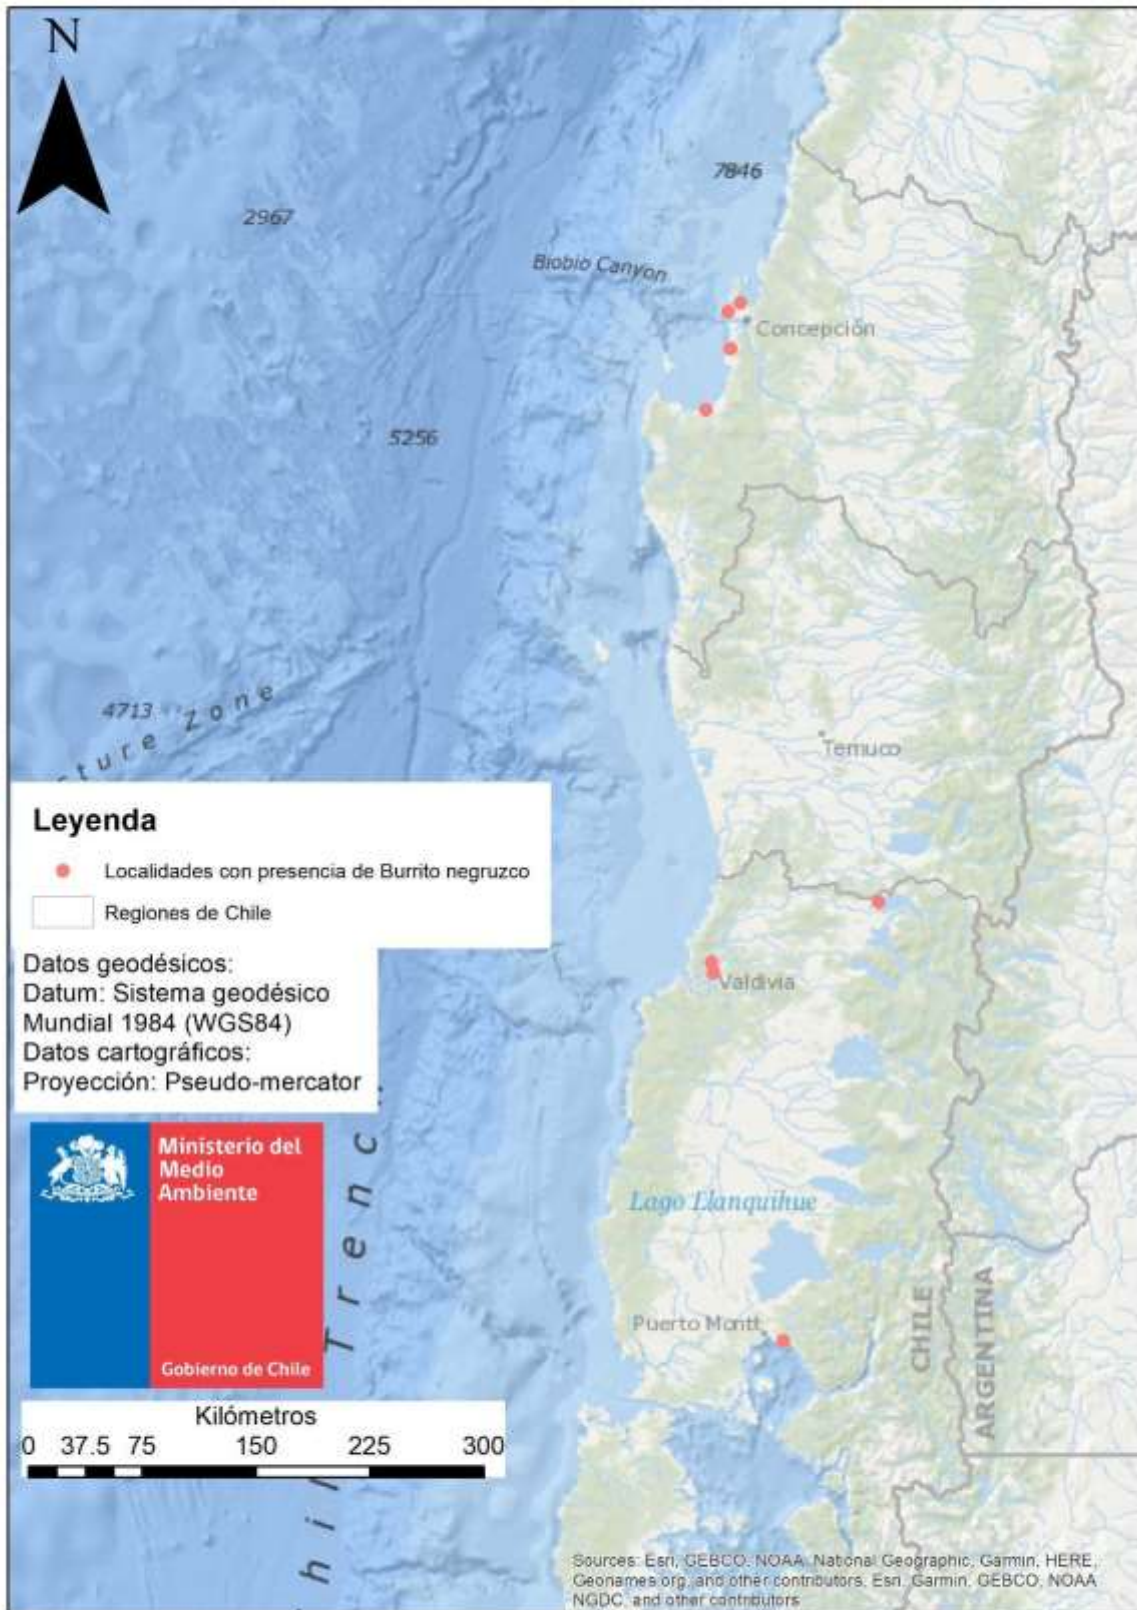 N
7846
2967
Biobio Canyon
Concepción
5256
4713
cture Zone
Temuco
Leyenda
Localidades con presencia de Burrito negruzco
Regiones de Chile
Datos geodésicos:
Datum: Sistema geodésico
Mundial 1984 (WGS84)
Datos cartográficos:
Proyección: Pseudo-mercator
Valdivia
Ministerio del
Medio
Ambiente
Gobierno de Chile
Lago Llanquihue
Puerto Montt
CHILE
ARGENTINA
hil Trenc
Kilómetros
0 37.5 75 150 225 300
Sources: Esri, GEBCO, NOAA, National Geographic, Garmin, HERE,
Geonames.org, and other contributors, Esri, Garmin, GEBCO, NOAA
NGDC, and other contributors